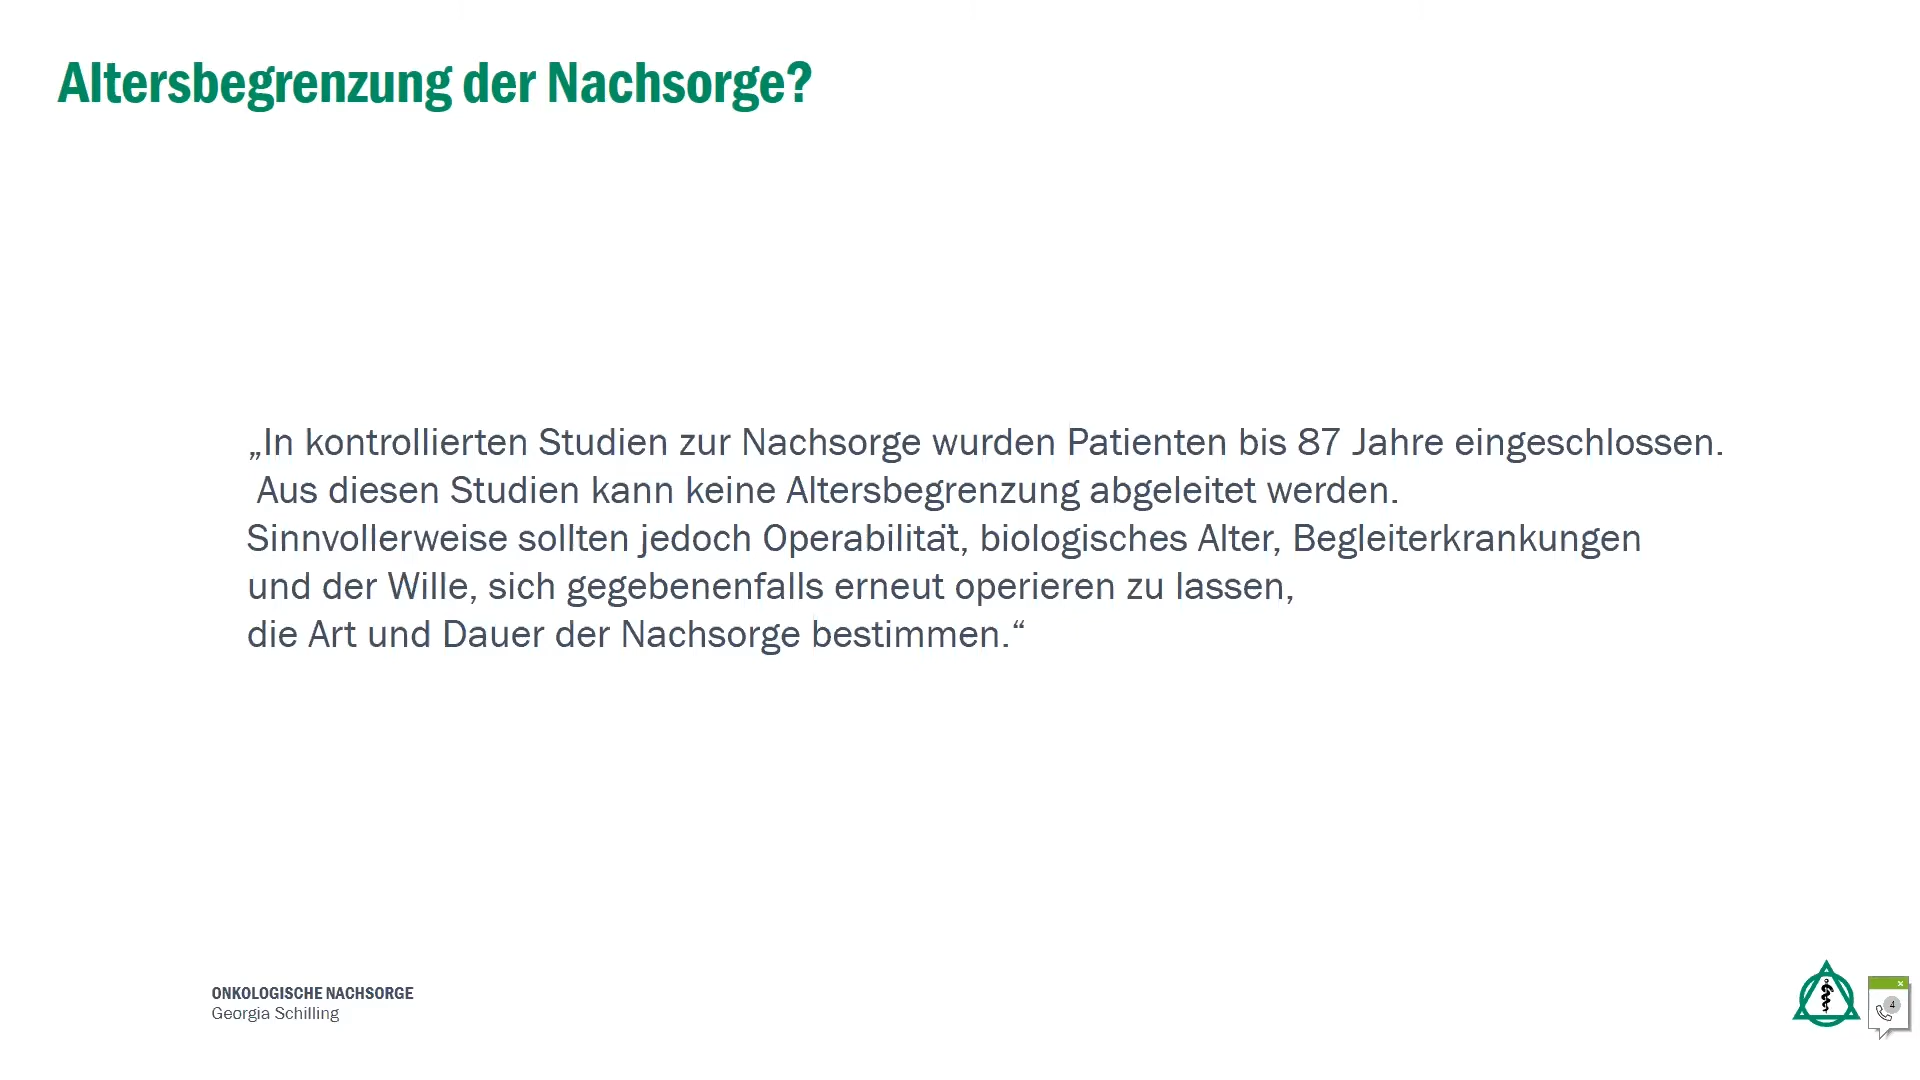 Altersbegrenzung der Nachsorge?
„In kontrollierten Studien zur Nachsorge wurden Patienten bis 87 Jahre eingeschlossen.
Aus diesen Studien kann keine Altersbegrenzung abgeleitet werden.
Sinnvollerweise sollten jedoch Operabilität, biologisches Alter, Begleiterkrankungen
und der Wille, sich gegebenenfalls erneut operieren zu lassen,
die Art und Dauer der Nachsorge bestimmen.“
ONKOLOGISCHE NACHSORGE
Georgia Schilling
4